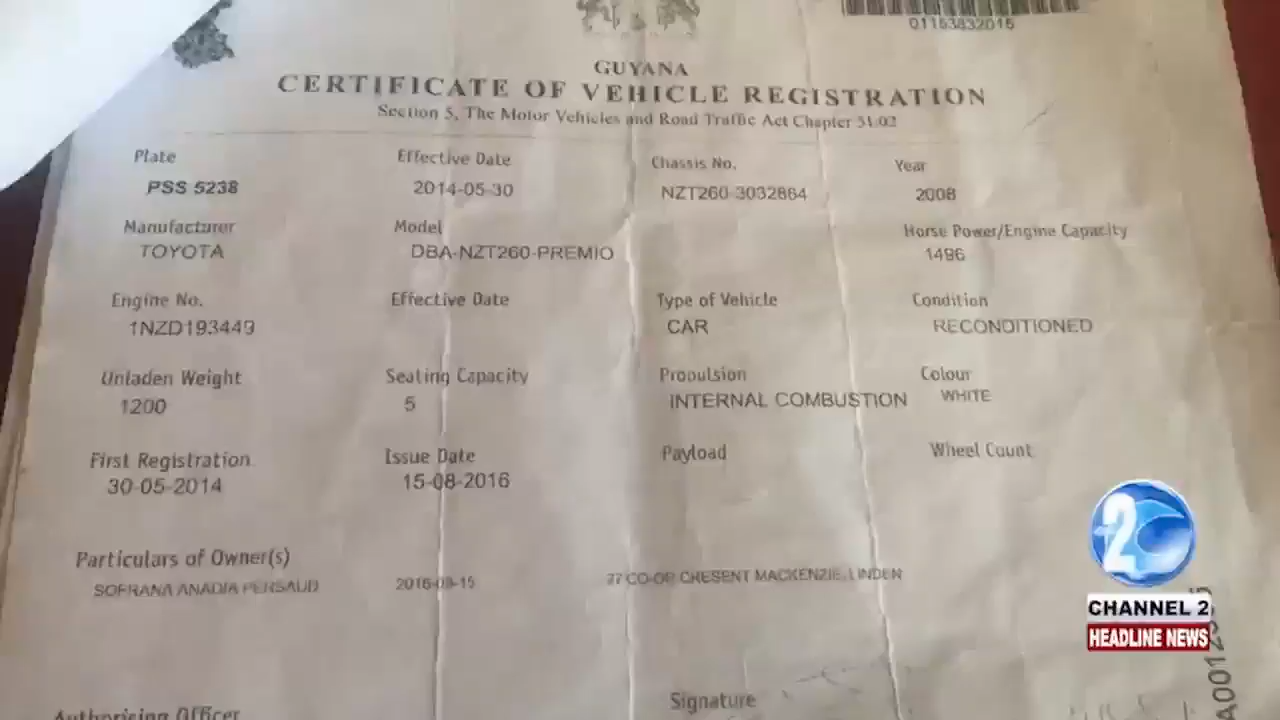 01153832015
GUYANA
CERTIFICATE OF VEHICLE REGISTRATION
Section 5, The Motor Vehicles and Road Traffic Act Chapter 51:02
Plate Effective Date Chassis No. Year
PSS 5238 2014-05-30 NZT260-3032864 2008
Manufacturer Model Horse Power/Engine Capacity
TOYOTA DBA-NZT260-PREMIO 1496
Engine No. Effective Date Type of Vehicle Condition
1NZD193449 CAR RECONDITIONED
Unladen Weight Seating Capacity Propulsion Colour
1200 5 INTERNAL COMBUSTION WHITE
First Registration Issue Date Payload Wheel Count
30-05-2014 15-08-2016
Particulars of Owner(s)
SOFRANA ANADIA PERSAUD 2016-08-15 27 CO-OP CRESENT MACKENZIE, LINDEN
Signature
Authorising Officer
2
CHANNEL 2
HEADLINE NEWS